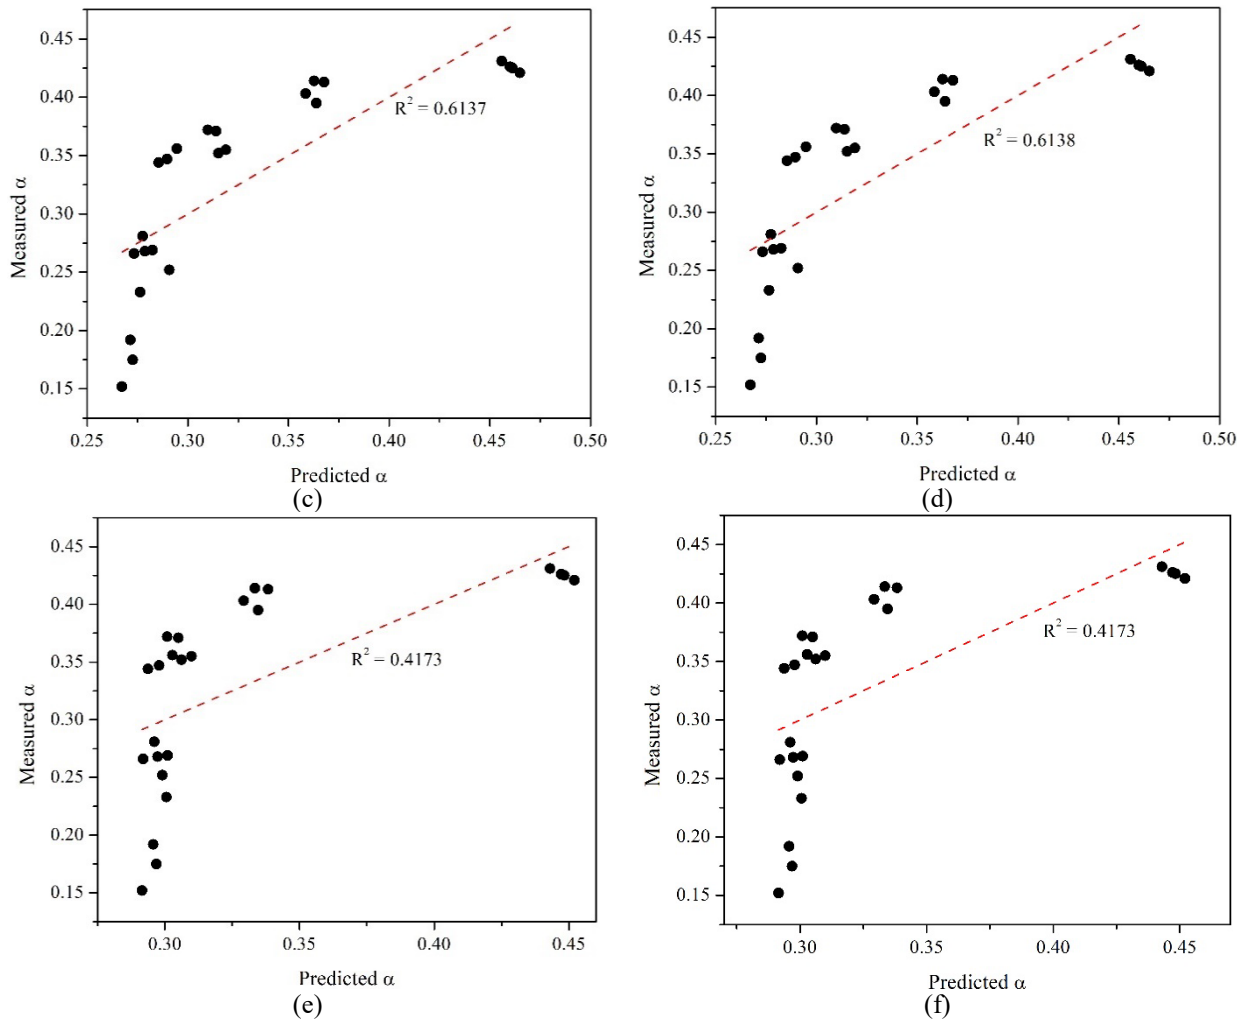 0.45
0.40
0.35
0.30
0.25
0.20
0.15
Measured α
R² = 0.6137
0.25 0.30 0.35 0.40 0.45 0.50
Predicted α
(c)
0.45
0.40
0.35
0.30
0.25
0.20
0.15
Measured α
R² = 0.6138
0.25 0.30 0.35 0.40 0.45 0.50
Predicted α
(d)
0.45
0.40
0.35
0.30
0.25
0.20
0.15
Measured α
R² = 0.4173
0.30 0.35 0.40 0.45
Predicted α
(e)
0.45
0.40
0.35
0.30
0.25
0.20
0.15
Measured α
R² = 0.4173
0.30 0.35 0.40 0.45
Predicted α
(f)